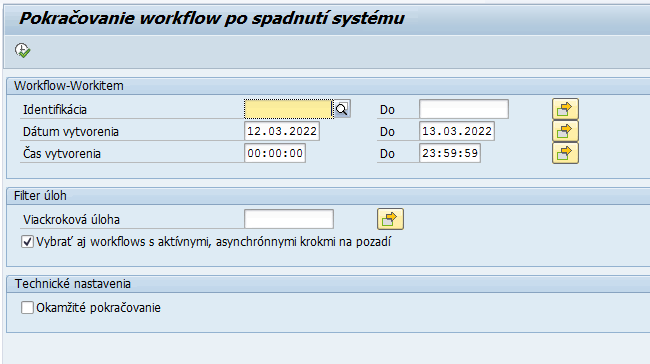 Pokračovanie workflow po spadnutí systému
Workflow-Workitem
Identifikácia Do
Dátum vytvorenia 12.03.2022 Do 13.03.2022
Čas vytvorenia 00:00:00 Do 23:59:59
Filter úloh
Viackroková úloha
Vybrať aj workflows s aktívnymi, asynchrónnymi krokmi na pozadí
Technické nastavenia
Okamžité pokračovanie